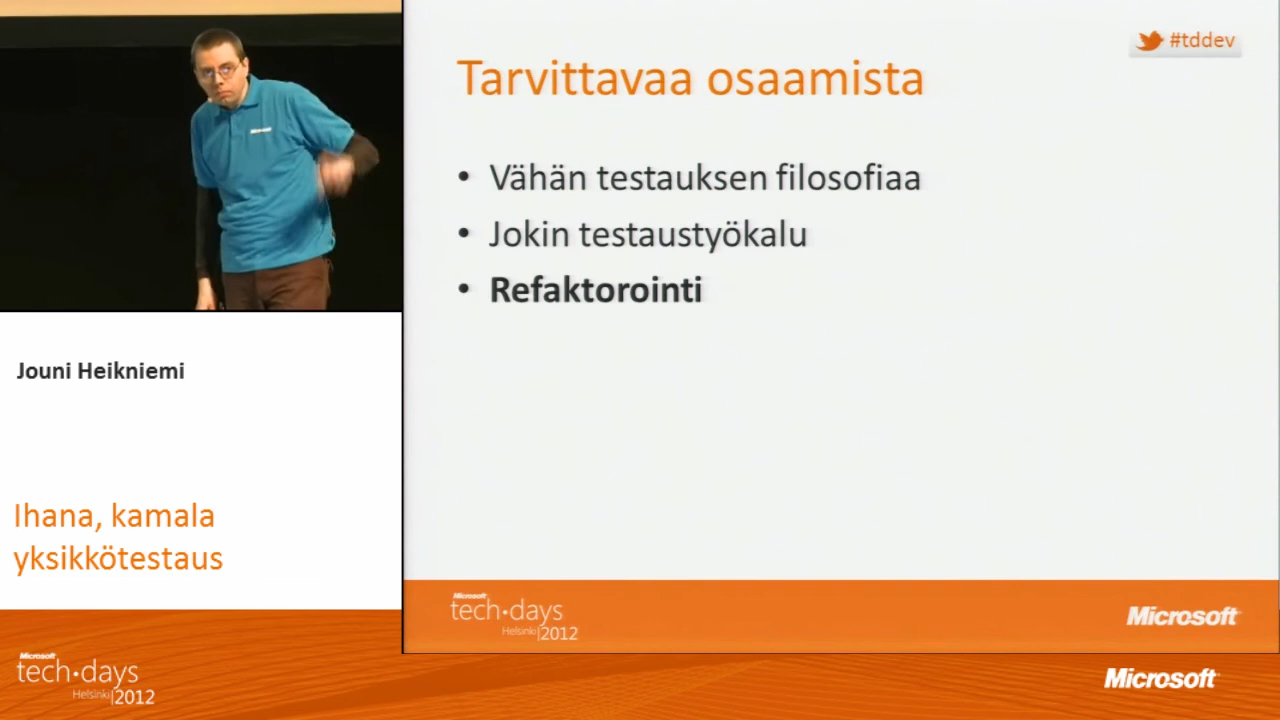 #tddev
Tarvittavaa osaamista
• Vähän testauksen filosofiaa
• Jokin testaustyökalu
• Refaktorointi
Microsoft
Jouni Heikniemi
Ihana, kamala
yksikkötestaus
Microsoft
tech·days
Helsinki|2012
Microsoft
Microsoft
tech·days
Helsinki|2012
Microsoft